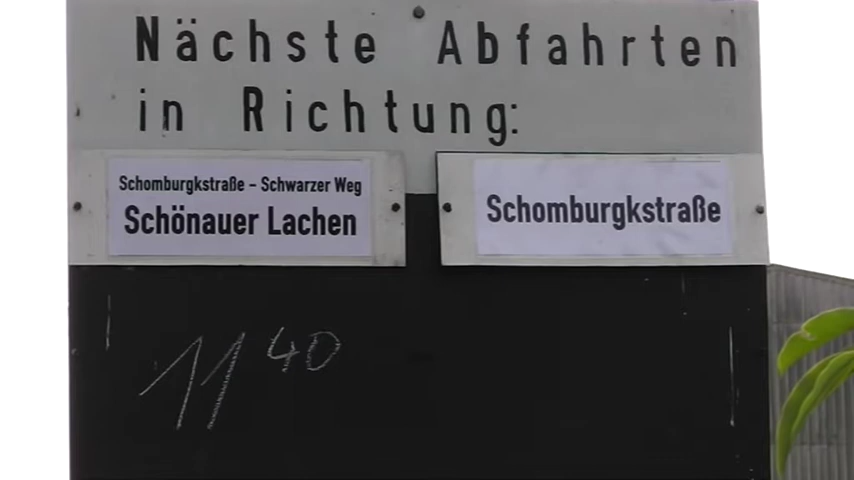 Nächste Abfahrten
in Richtung:
Schomburgkstraße - Schwarzer Weg
Schönauer Lachen
Schomburgkstraße
11 40